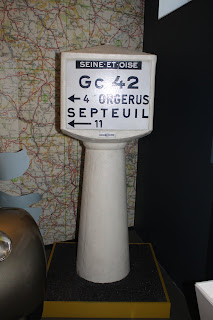 SEINE-ET-OISE
Gc 42
← 4 ORGERUS
SEPTEUIL
← 11